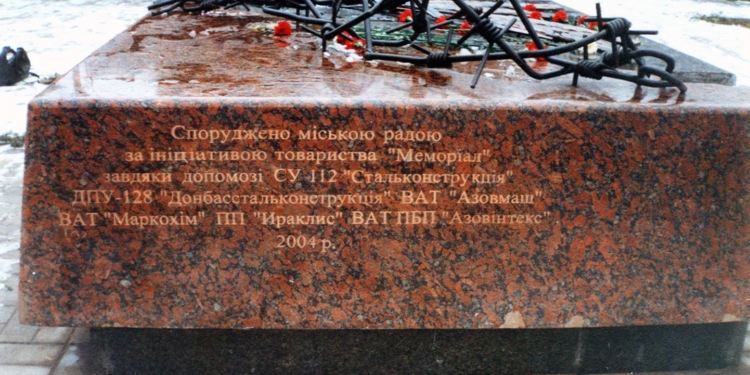 Споруджено міською радою
за ініціативою товариства "Меморіал"
завдяки допомозі СУ 112 "Стальконструкція"
ДПУ-128 "Донбасстальконструкція" ВАТ "Азовмаш"
ВАТ "Маркохім" ПП "Іраклис" ВАТ ПБП "Азовінтекс"
2004 р.